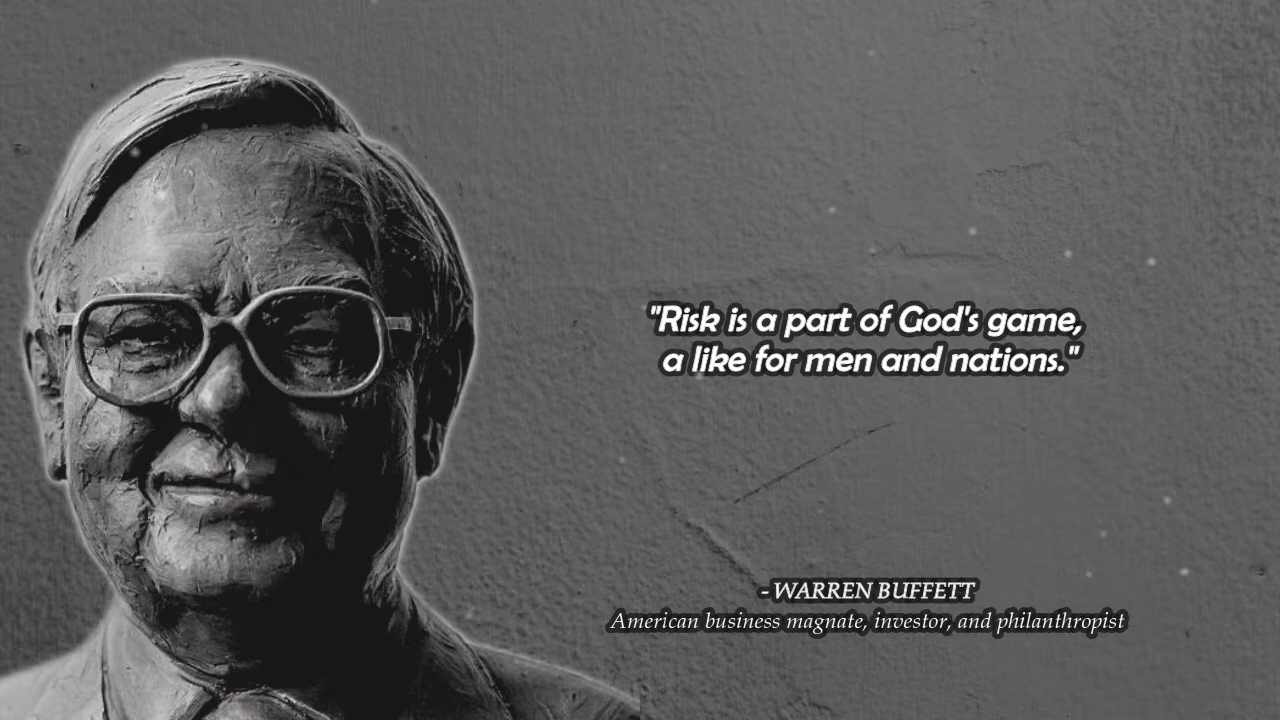 "Risk is a part of God's game,
a like for men and nations."
- WARREN BUFFETT
American business magnate, investor, and philanthropist